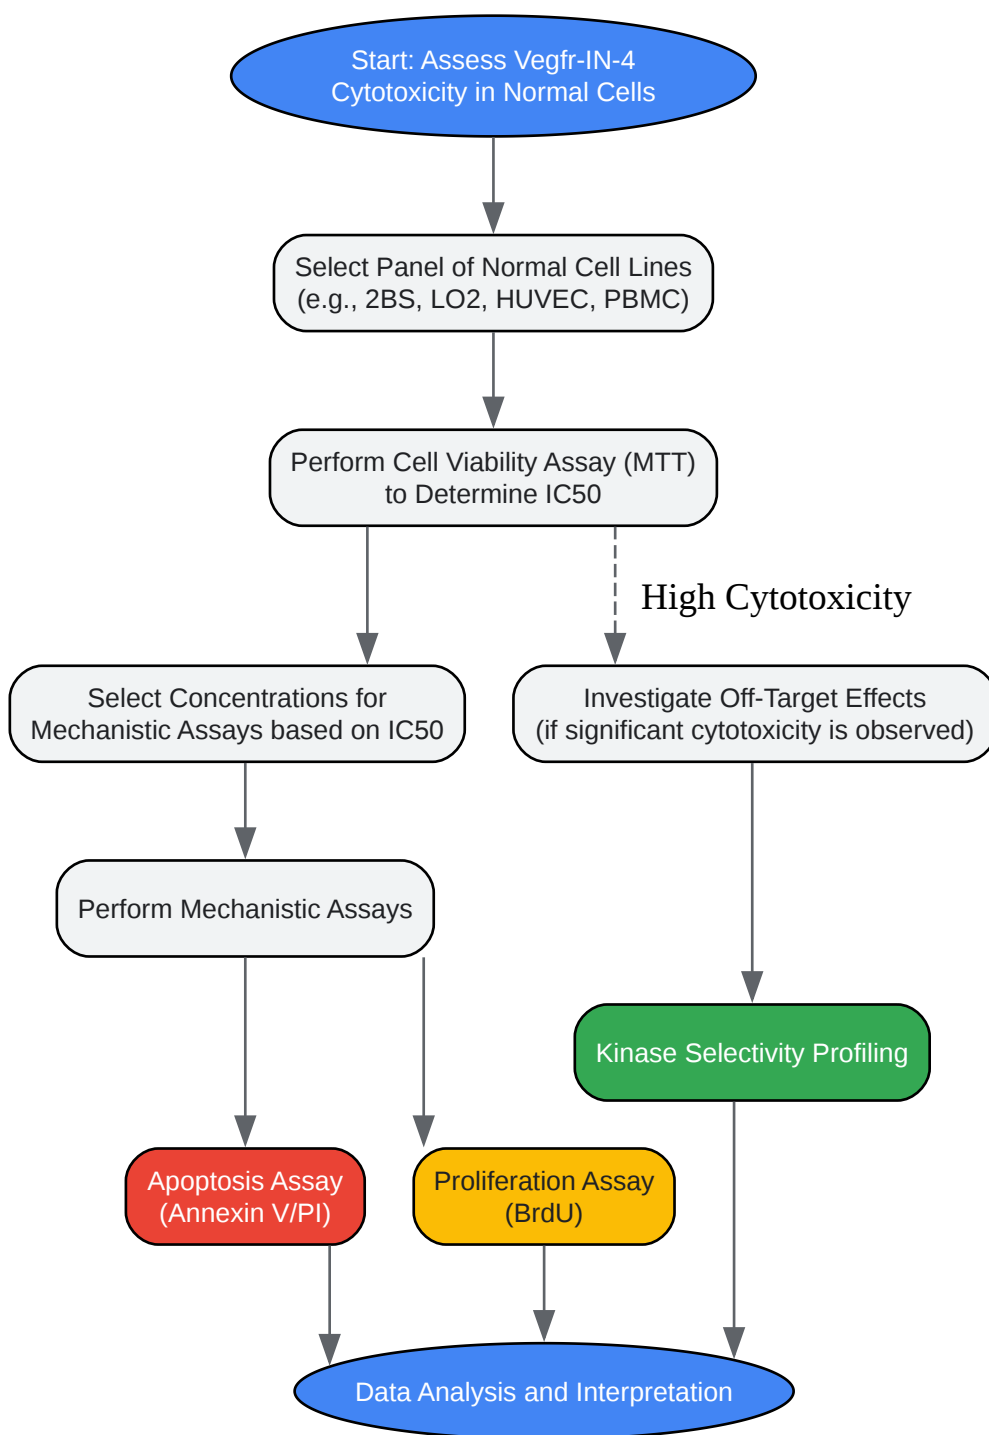 Start: Assess Vegfr-IN-4
Cytotoxicity in Normal Cells
Select Panel of Normal Cell Lines
(e.g., 2BS, LO2, HUVEC, PBMC)
Perform Cell Viability Assay (MTT)
to Determine IC50
High Cytotoxicity
Select Concentrations for
Mechanistic Assays based on IC50
Investigate Off-Target Effects
(if significant cytotoxicity is observed)
Perform Mechanistic Assays
Kinase Selectivity Profiling
Apoptosis Assay
(Annexin V/PI)
Proliferation Assay
(BrdU)
Data Analysis and Interpretation